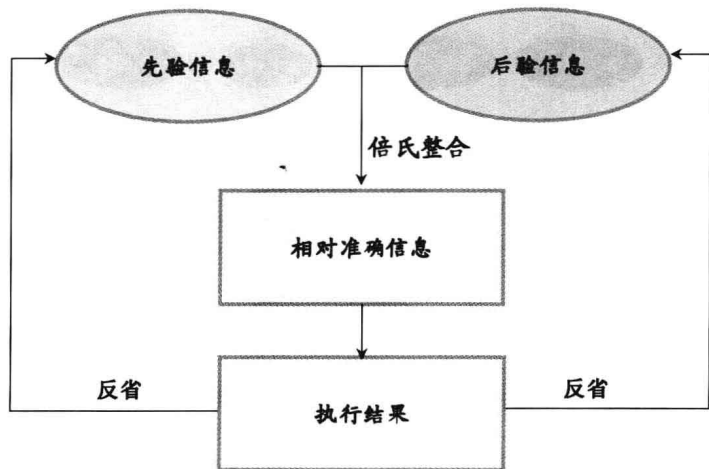 先验信息
后验信息
倍氏整合
相对准确信息
反省
反省
执行结果